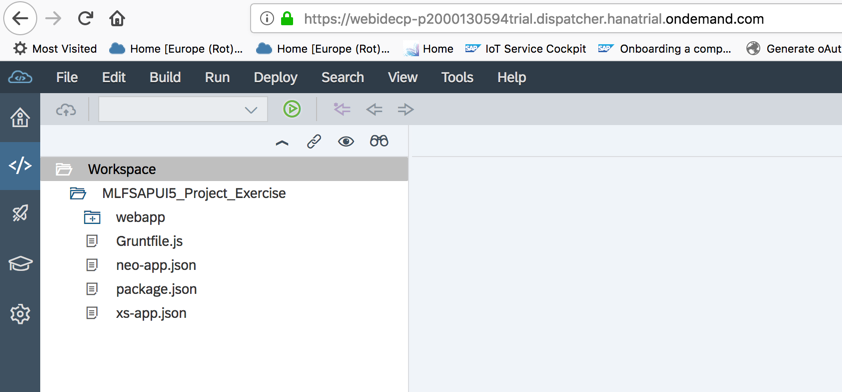 https://webidecp-p2000130594trial.dispatcher.hanatrial.ondemand.com
Most Visited Home [Europe (Rot)... Home [Europe (Rot)... Home SAP IoT Service Cockpit SAP Onboarding a comp... Generate oAut
File Edit Build Run Deploy Search View Tools Help
Workspace
MLFSAPUI5_Project_Exercise
webapp
Gruntfile.js
neo-app.json
package.json
xs-app.json